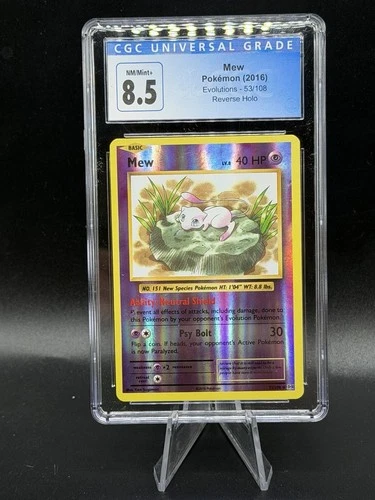 CGC UNIVERSAL GRADE
NM/Mint+
8.5
Mew
Pokémon (2016)
Evolutions - 53/108
Reverse Holo
BASIC
Mew
LV.8 40 HP
NO. 151 New Species Pokémon HT: 1'04" WT: 8.8 lbs.
Ability: Neutral Shield
Prevent all effects of attacks, including damage, done to
this Pokémon by your opponent's Evolution Pokémon.
Psy Bolt 30
Flip a coin. If heads, your opponent's Active Pokémon
is now Paralyzed.
weakness ×2 resistance